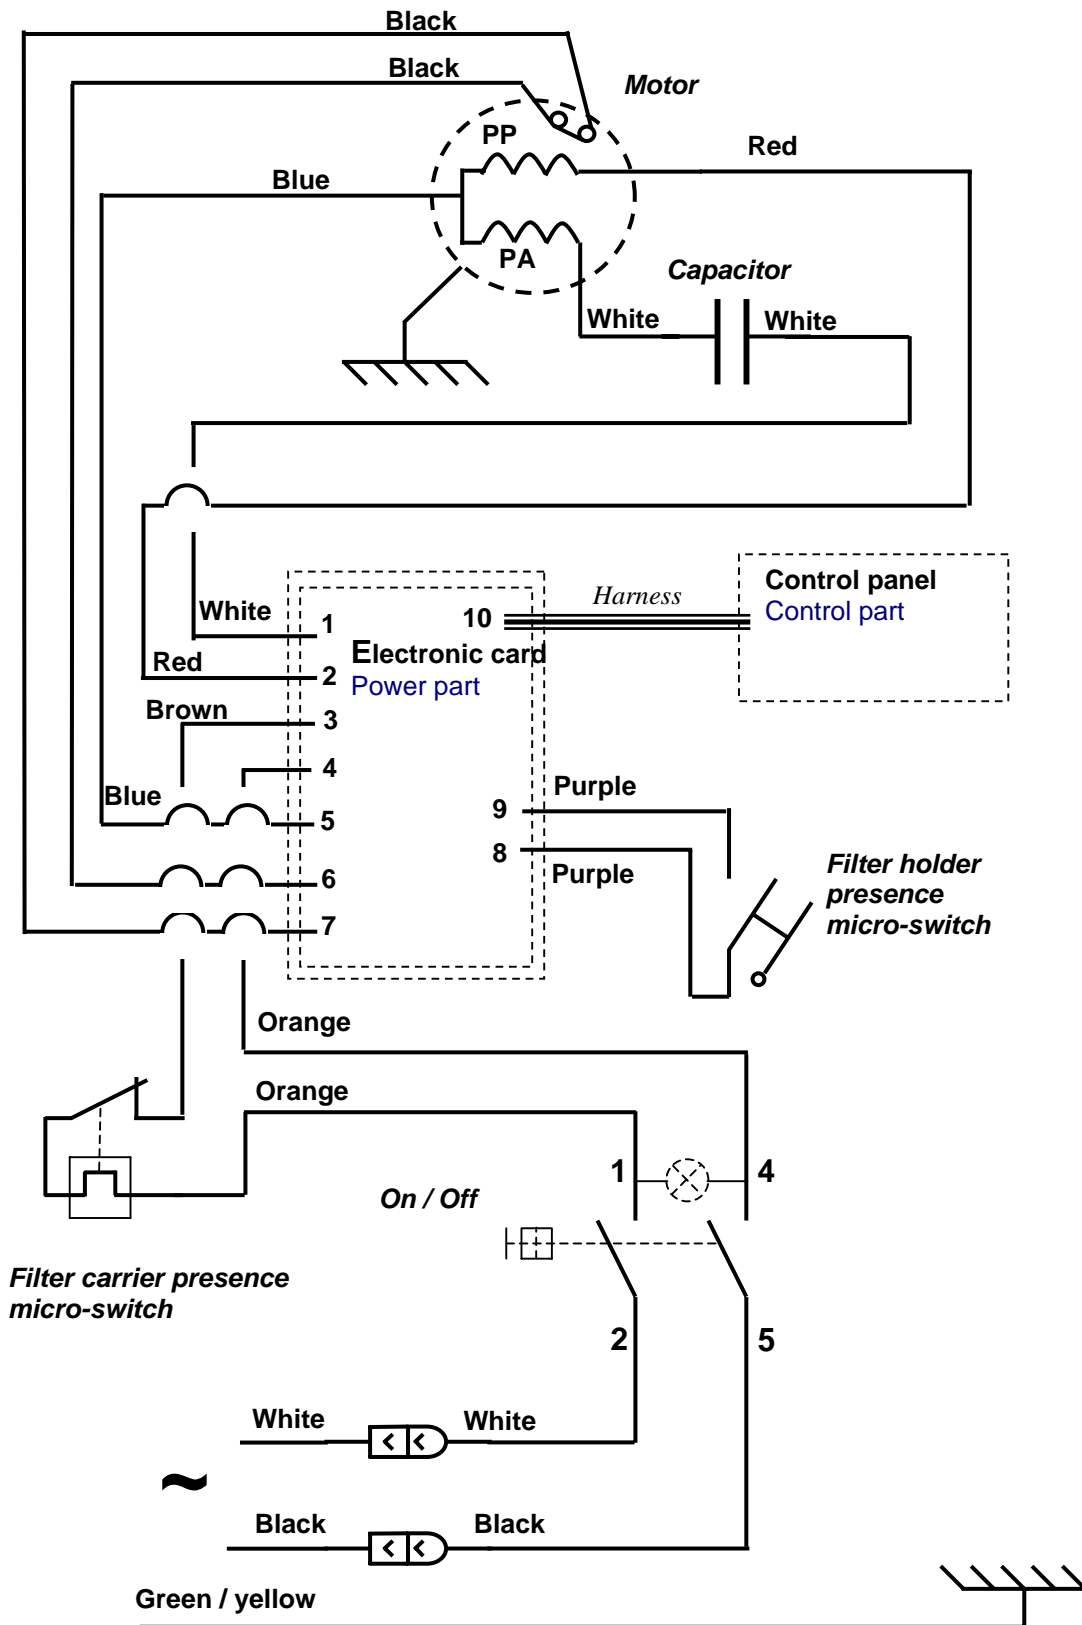 Black
Black
Motor
PP
Red
Blue
PA
Capacitor
White
White
Harness
Control panel
Control part
White
1
10
Electronic card
Power part
Red
2
Brown
3
4
Purple
Blue
9
5
8
Purple
Filter holder
presence
micro-switch
6
7
Orange
Orange
1
4
On / Off
Filter carrier presence
micro-switch
2
5
White
White
~
Black
Black
Green / yellow